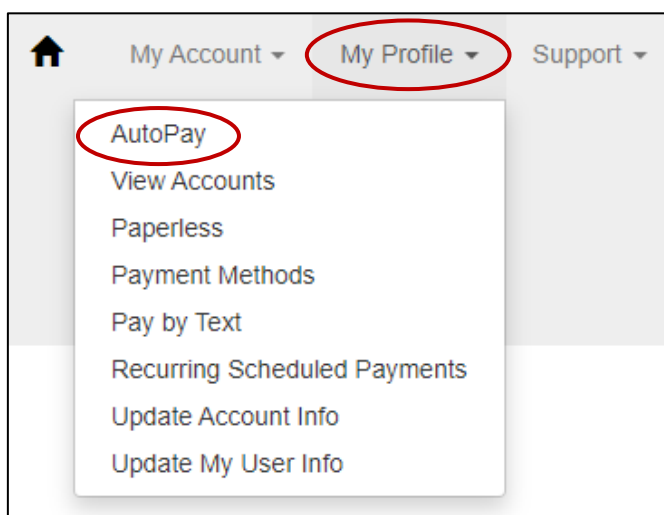 My Account My Profile Support
AutoPay
View Accounts
Paperless
Payment Methods
Pay by Text
Recurring Scheduled Payments
Update Account Info
Update My User Info